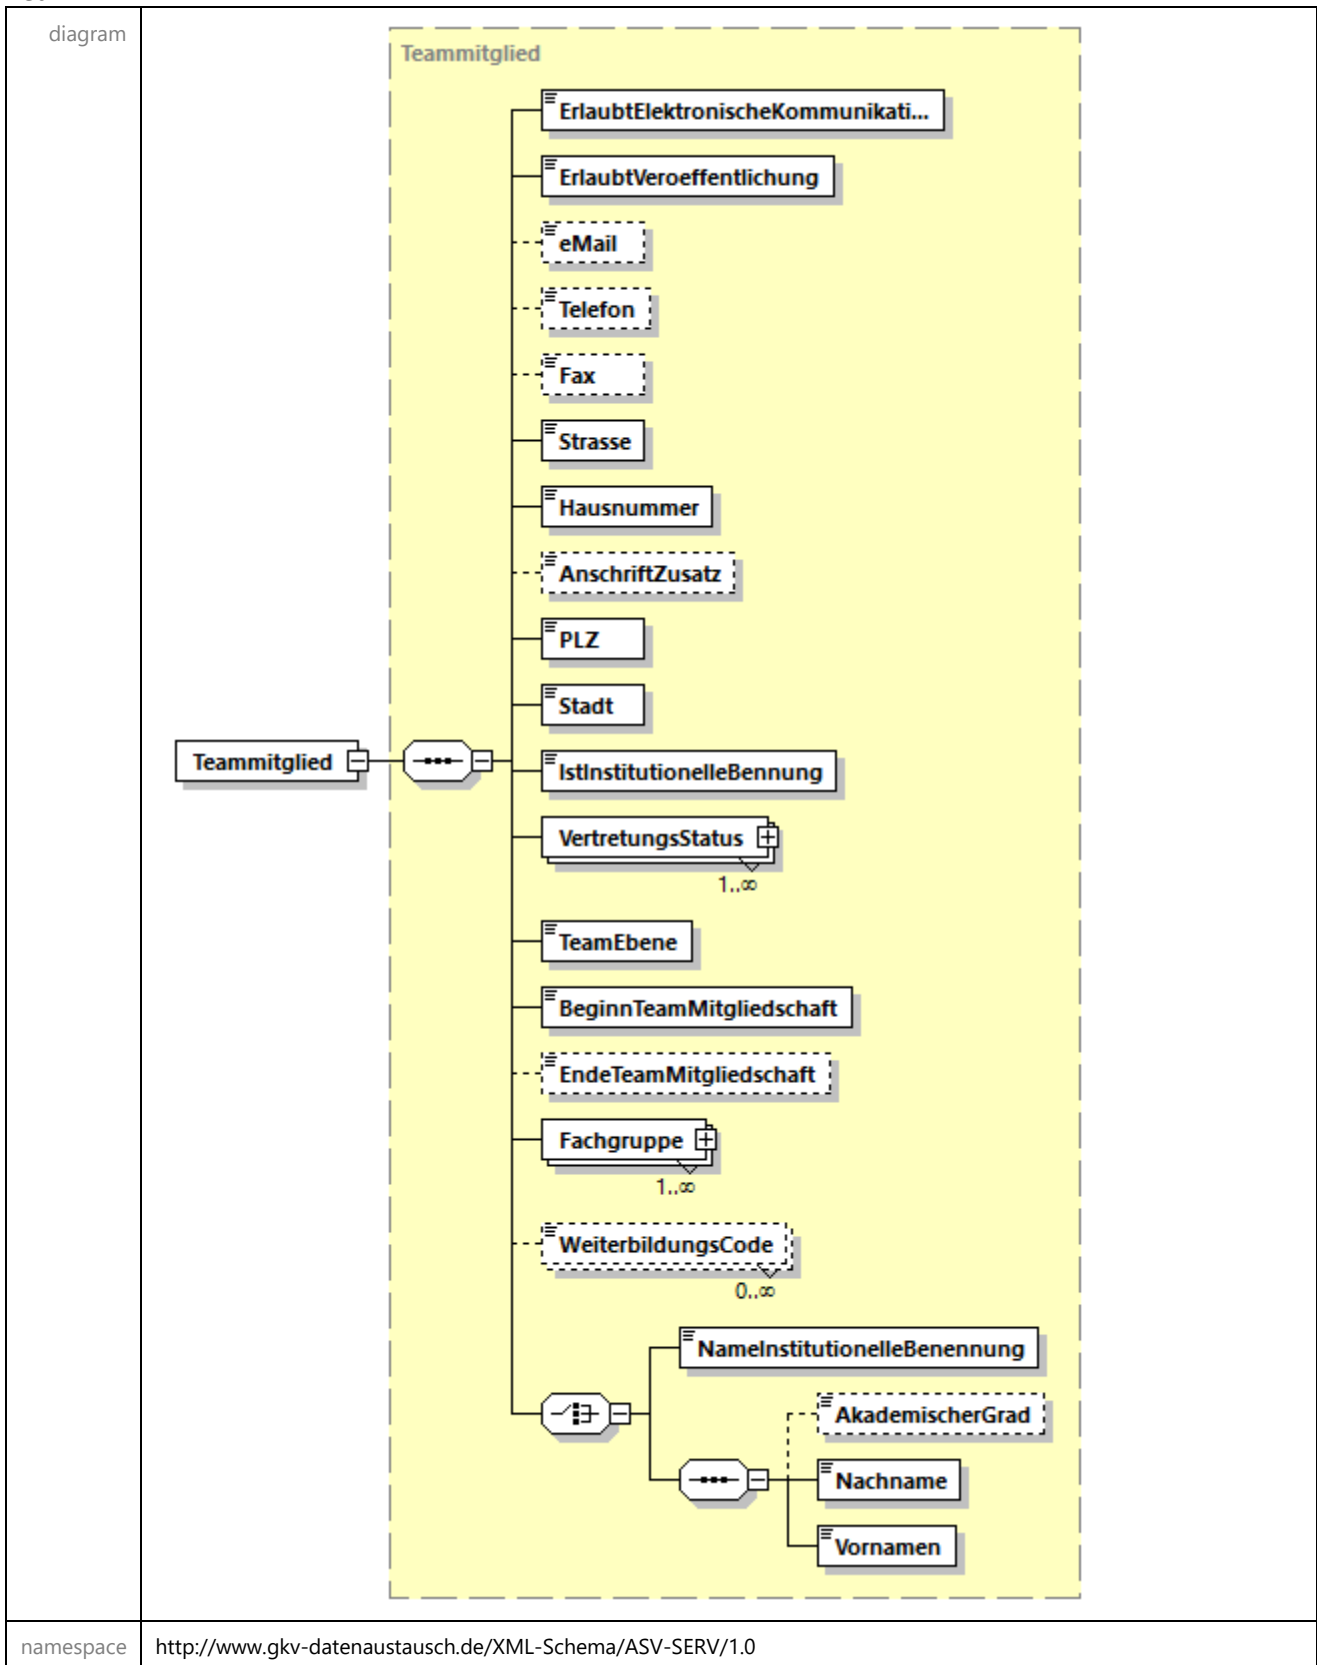 diagram
Teammitglied
ErlaubtElektronischeKommunikati...
ErlaubtVeroeffentlichung
eMail
Telefon
Fax
Strasse
Hausnummer
AnschriftZusatz
PLZ
Stadt
Teammitglied
IstInstitutionelleBennung
VertretungsStatus
1..∞
TeamEbene
BeginnTeamMitgliedschaft
EndeTeamMitgliedschaft
Fachgruppe
1..∞
WeiterbildungsCode
0..∞
NameInstitutionelleBenennung
AkademischerGrad
Nachname
Vornamen
namespace http://www.gkv-datenaustausch.de/XML-Schema/ASV-SERV/1.0